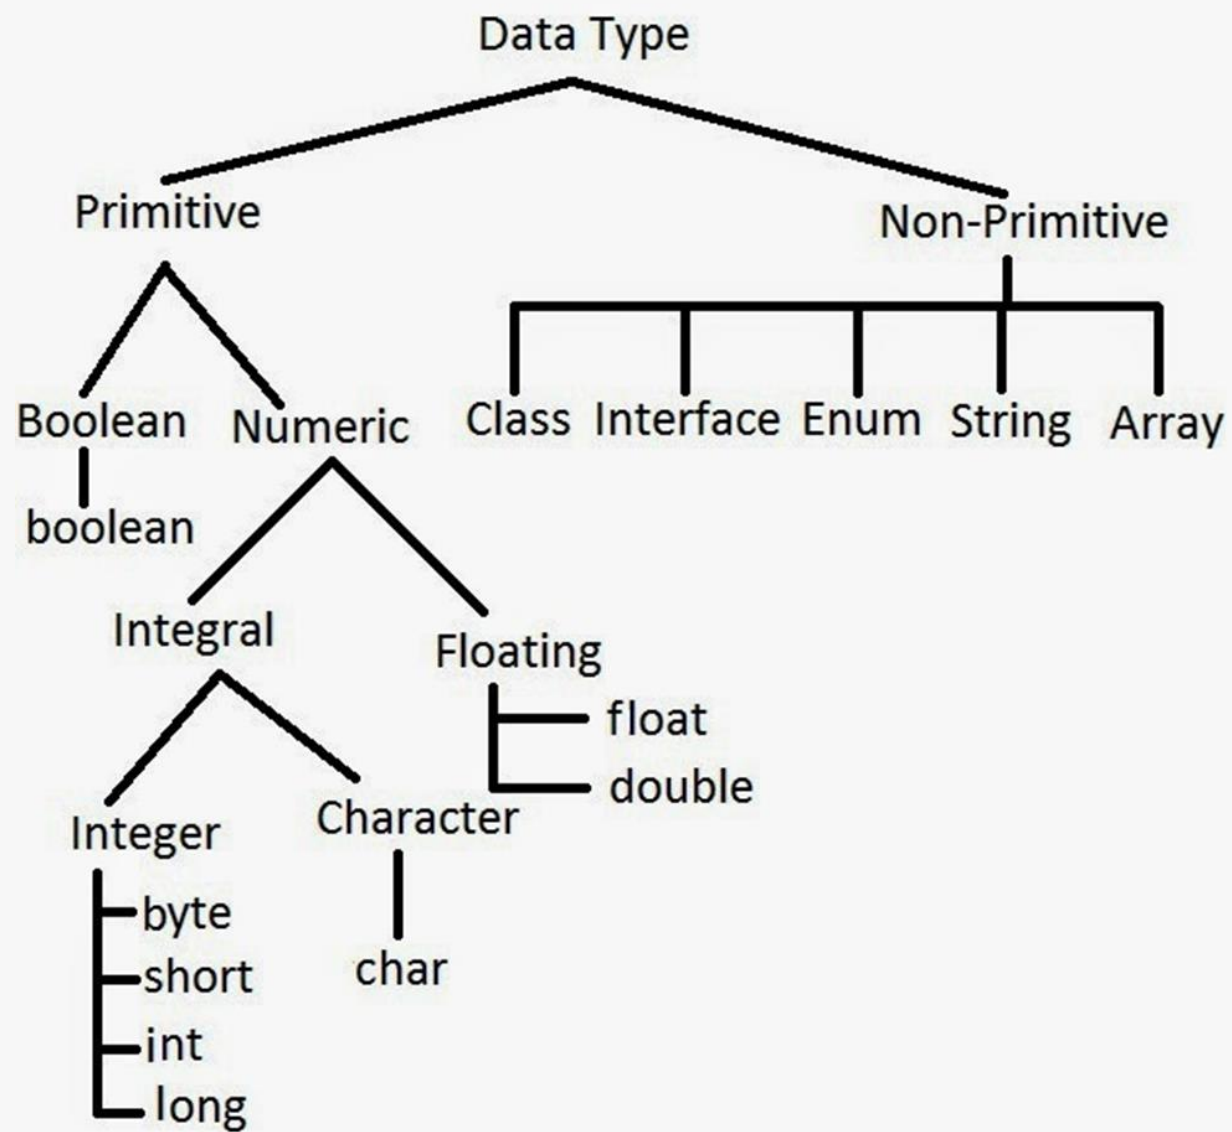 Data Type
Primitive
Non-Primitive
Boolean
Numeric
Class
Interface
Enum
String
Array
boolean
Integral
Floating
float
double
Integer
Character
byte
short
int
long
char